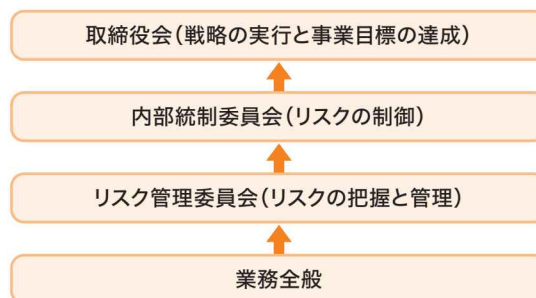 取締役会(戦略の実行と事業目標の達成)
内部統制委員会(リスクの制御)
リスク管理委員会(リスクの把握と管理)
業務全般